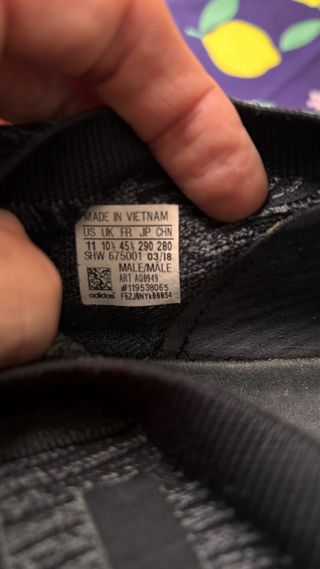 MADE IN VIETNAM
US UK FR JP CHN
11 10½ 45⅓ 290 280
SHW 675001 03/18
MALE/MALE
ART AQ0949
#119538065
adidas